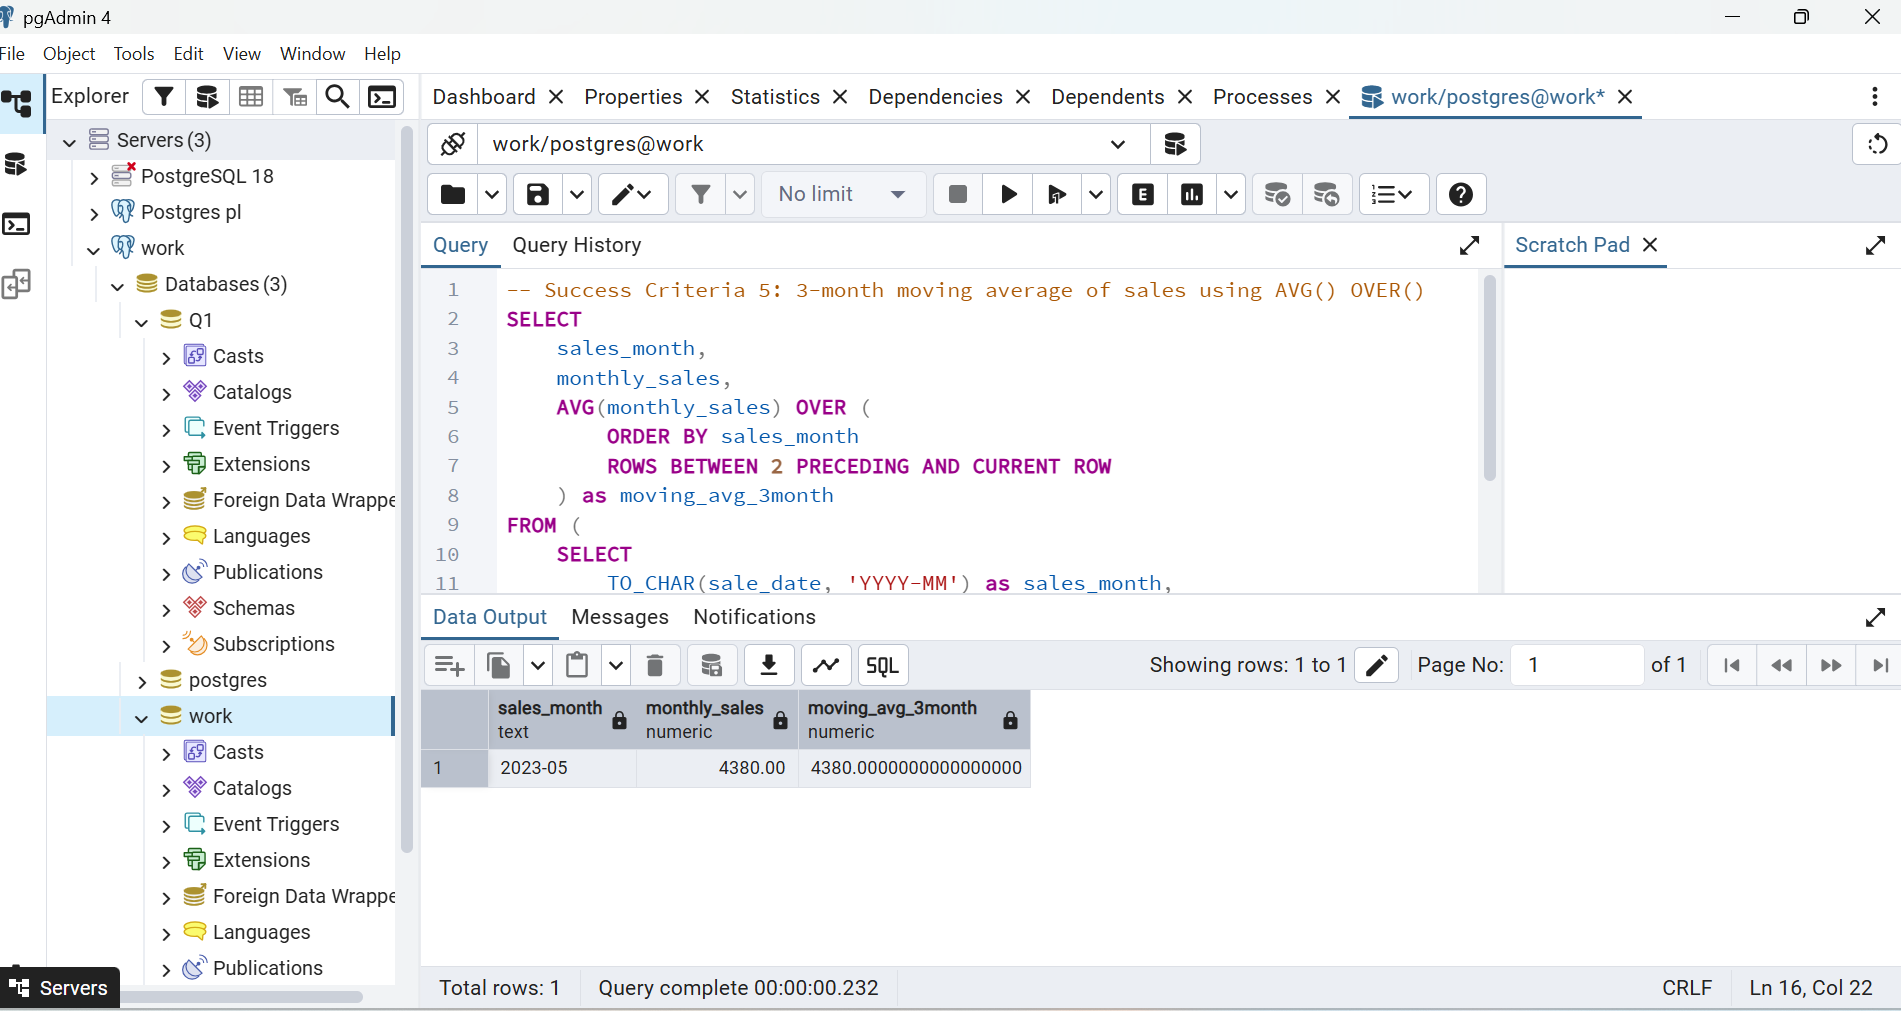 pgAdmin 4
File Object Tools Edit View Window Help
Explorer
Servers (3)
PostgreSQL 18
Postgres pl
work
Databases (3)
Q1
Casts
Catalogs
Event Triggers
Extensions
Foreign Data Wrappe
Languages
Publications
Schemas
Subscriptions
postgres
work
Casts
Catalogs
Event Triggers
Extensions
Foreign Data Wrappe
Languages
Publications
Servers
Dashboard Properties Statistics Dependencies Dependents Processes work/postgres@work*
work/postgres@work
No limit E
Query Query History
1 -- Success Criteria 5: 3-month moving average of sales using AVG() OVER()
2 SELECT
3 sales_month,
4 monthly_sales,
5 AVG(monthly_sales) OVER (
6 ORDER BY sales_month
7 ROWS BETWEEN 2 PRECEDING AND CURRENT ROW
8 ) as moving_avg_3month
9 FROM (
10 SELECT
11 TO_CHAR(sale_date, 'YYYY-MM') as sales_month,
Scratch Pad
Data Output Messages Notifications
SQL Showing rows: 1 to 1 Page No: 1 of 1
sales_month monthly_sales moving_avg_3month
text numeric numeric
1 2023-05 4380.00 4380.0000000000000000
Total rows: 1 Query complete 00:00:00.232 CRLF Ln 16, Col 22